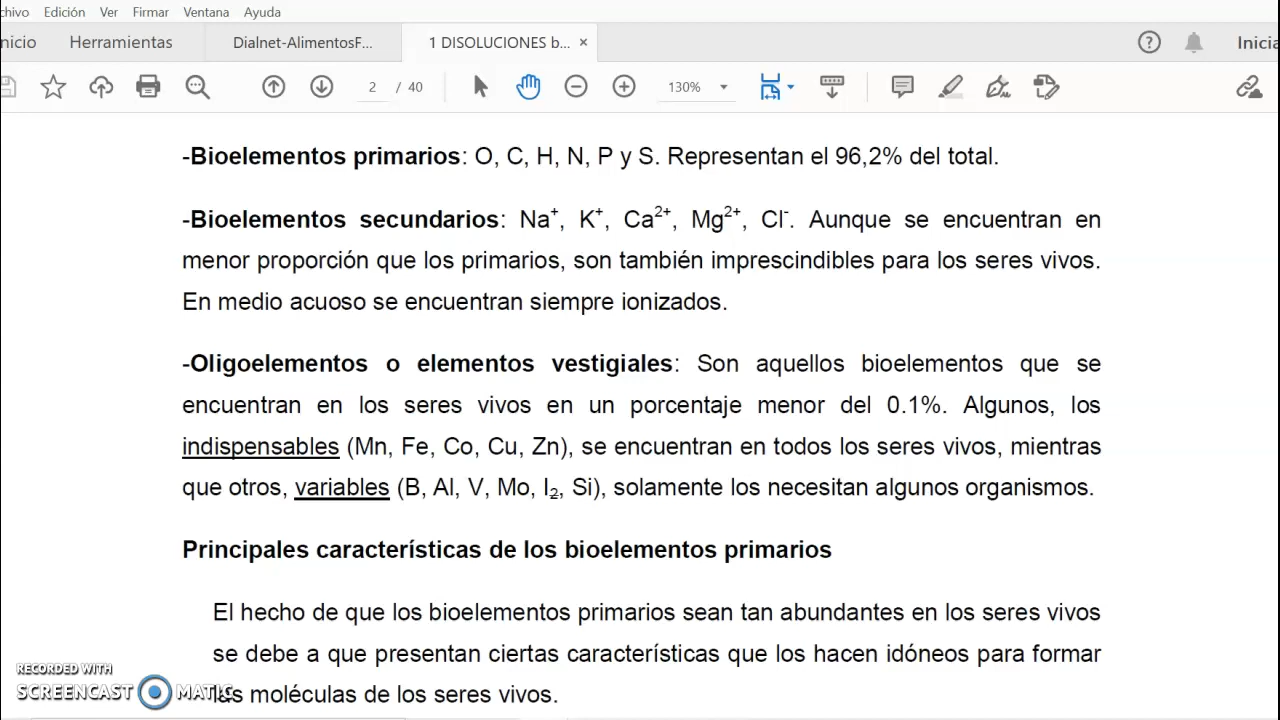 chivo Edición Ver Firmar Ventana Ayuda
nicio Herramientas Dialnet-AlimentosF... 1 DISOLUCIONES b... × ? Inicia
2 / 40 130%
-Bioelementos primarios: O, C, H, N, P y S. Representan el 96,2% del total.
-Bioelementos secundarios: Na⁺, K⁺, Ca²⁺, Mg²⁺, Cl⁻. Aunque se encuentran en
menor proporción que los primarios, son también imprescindibles para los seres vivos.
En medio acuoso se encuentran siempre ionizados.
-Oligoelementos o elementos vestigiales: Son aquellos bioelementos que se
encuentran en los seres vivos en un porcentaje menor del 0.1%. Algunos, los
indispensables (Mn, Fe, Co, Cu, Zn), se encuentran en todos los seres vivos, mientras
que otros, variables (B, Al, V, Mo, I₂, Si), solamente los necesitan algunos organismos.
Principales características de los bioelementos primarios
El hecho de que los bioelementos primarios sean tan abundantes en los seres vivos
se debe a que presentan ciertas características que los hacen idóneos para formar
las moléculas de los seres vivos.
RECORDED WITH
SCREENCAST MATIC